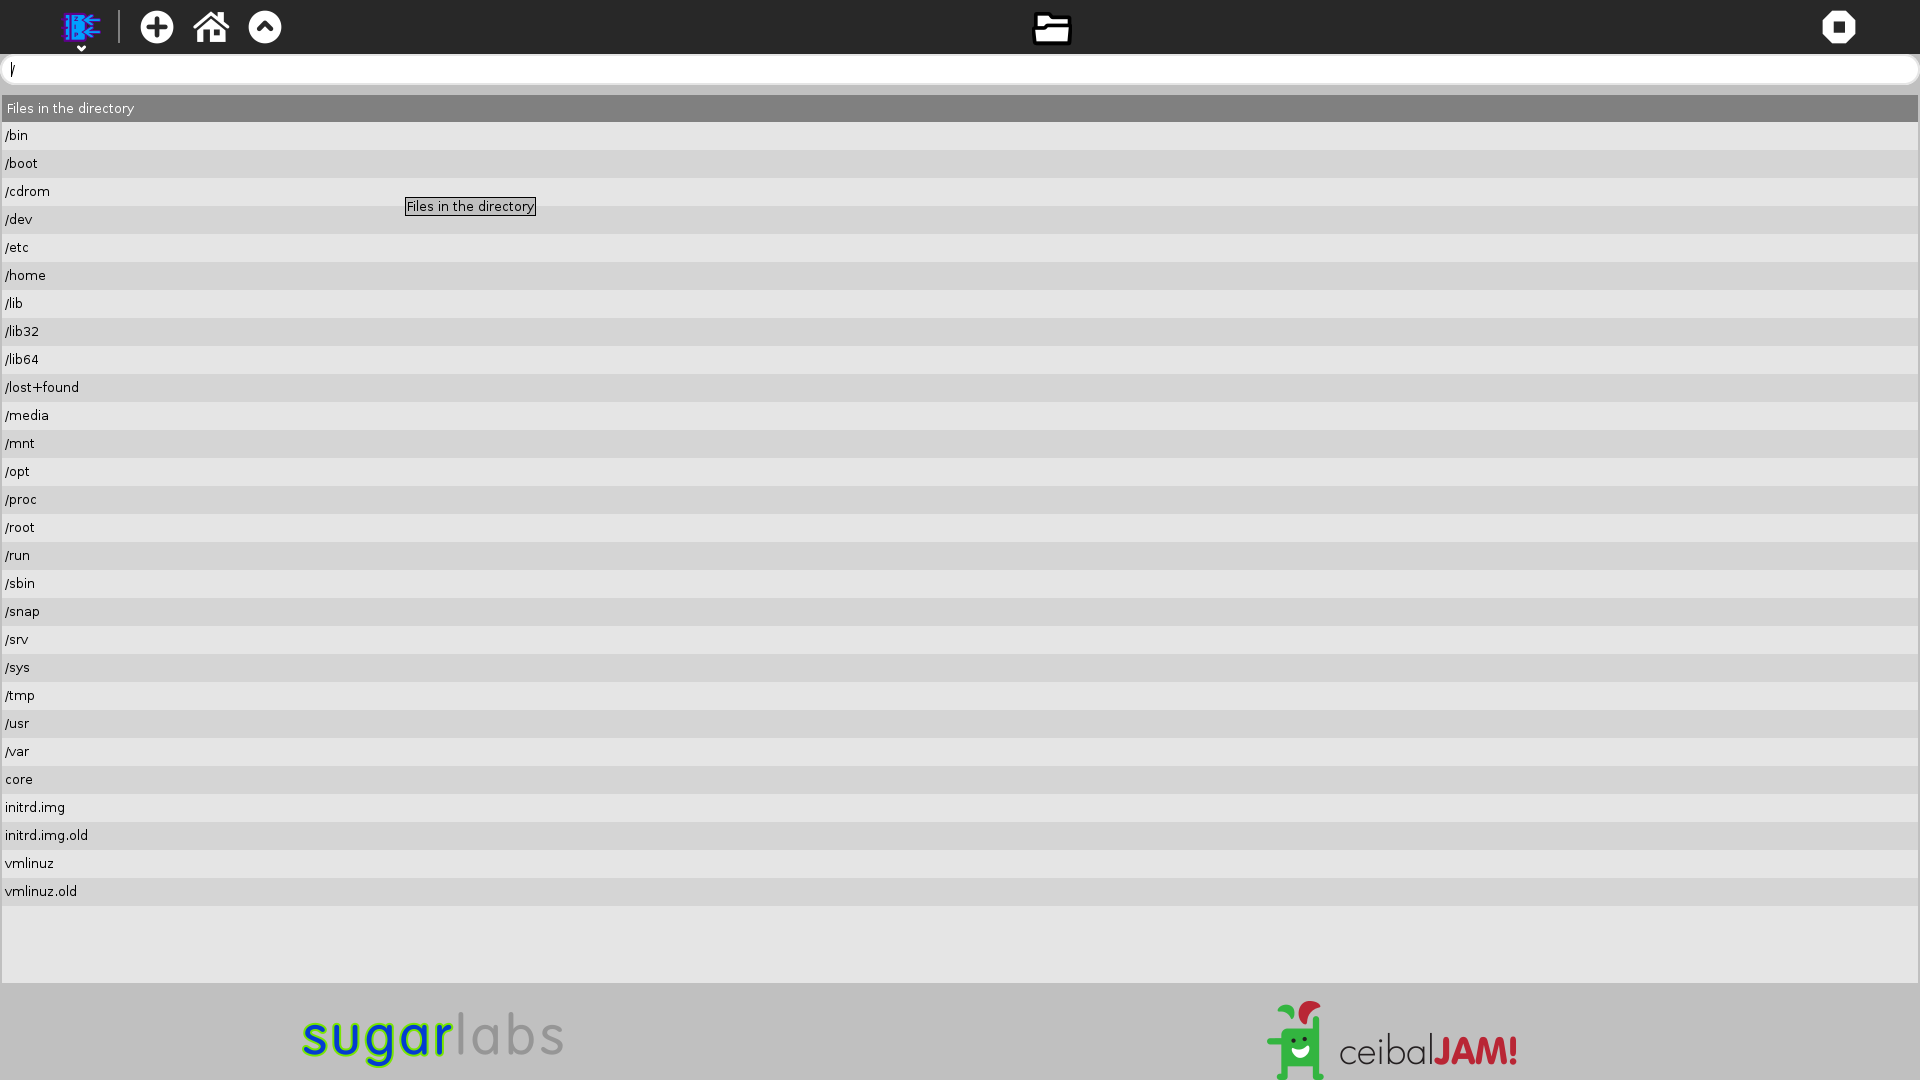 /
Files in the directory
/bin
/boot
/cdrom
Files in the directory
/dev
/etc
/home
/lib
/lib32
/lib64
/lost+found
/media
/mnt
/opt
/proc
/root
/run
/sbin
/snap
/srv
/sys
/tmp
/usr
/var
core
initrd.img
initrd.img.old
vmlinuz
vmlinuz.old
sugarlabs
ceibalJAM!